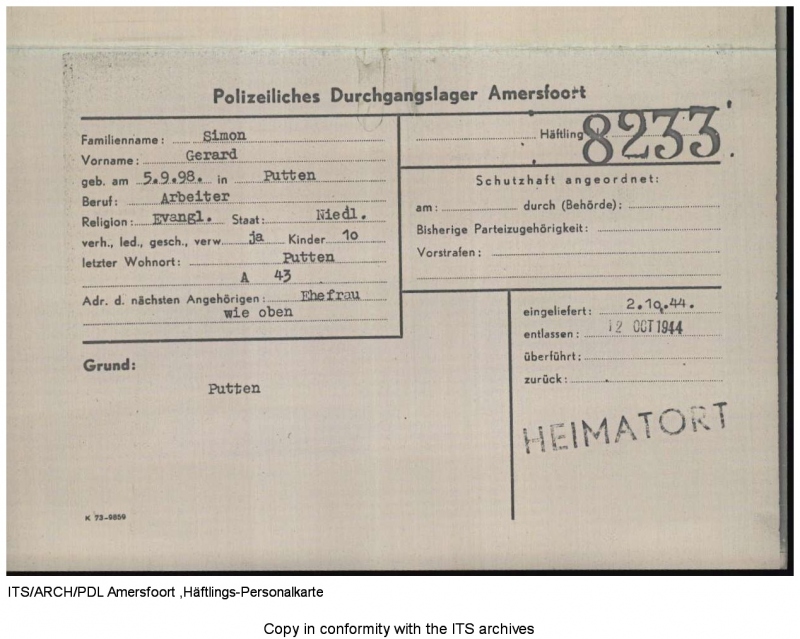 Polizeiliches Durchgangslager Amersfoort
Familienname: Simon
Vorname: Gerard
geb. am 5.9.98. in Putten
Beruf: Arbeiter
Religion: Evangl. Staat: Niedl.
verh., led., gesch., verw. ja Kinder 10
letzter Wohnort: Putten
A 43
Adr. d. nächsten Angehörigen: Ehefrau
wie oben
Häftling 8233
Schutzhaft angeordnet:
am: durch (Behörde):
Bisherige Parteizugehörigkeit:
Vorstrafen:
Grund:
Putten
eingeliefert: 2.10.44.
entlassen: 12 OCT 1944
überführt:
zurück:
HEIMATORT
K 73-9859
ITS/ARCH/PDL Amersfoort ,Häftlings-Personalkarte
Copy in conformity with the ITS archives